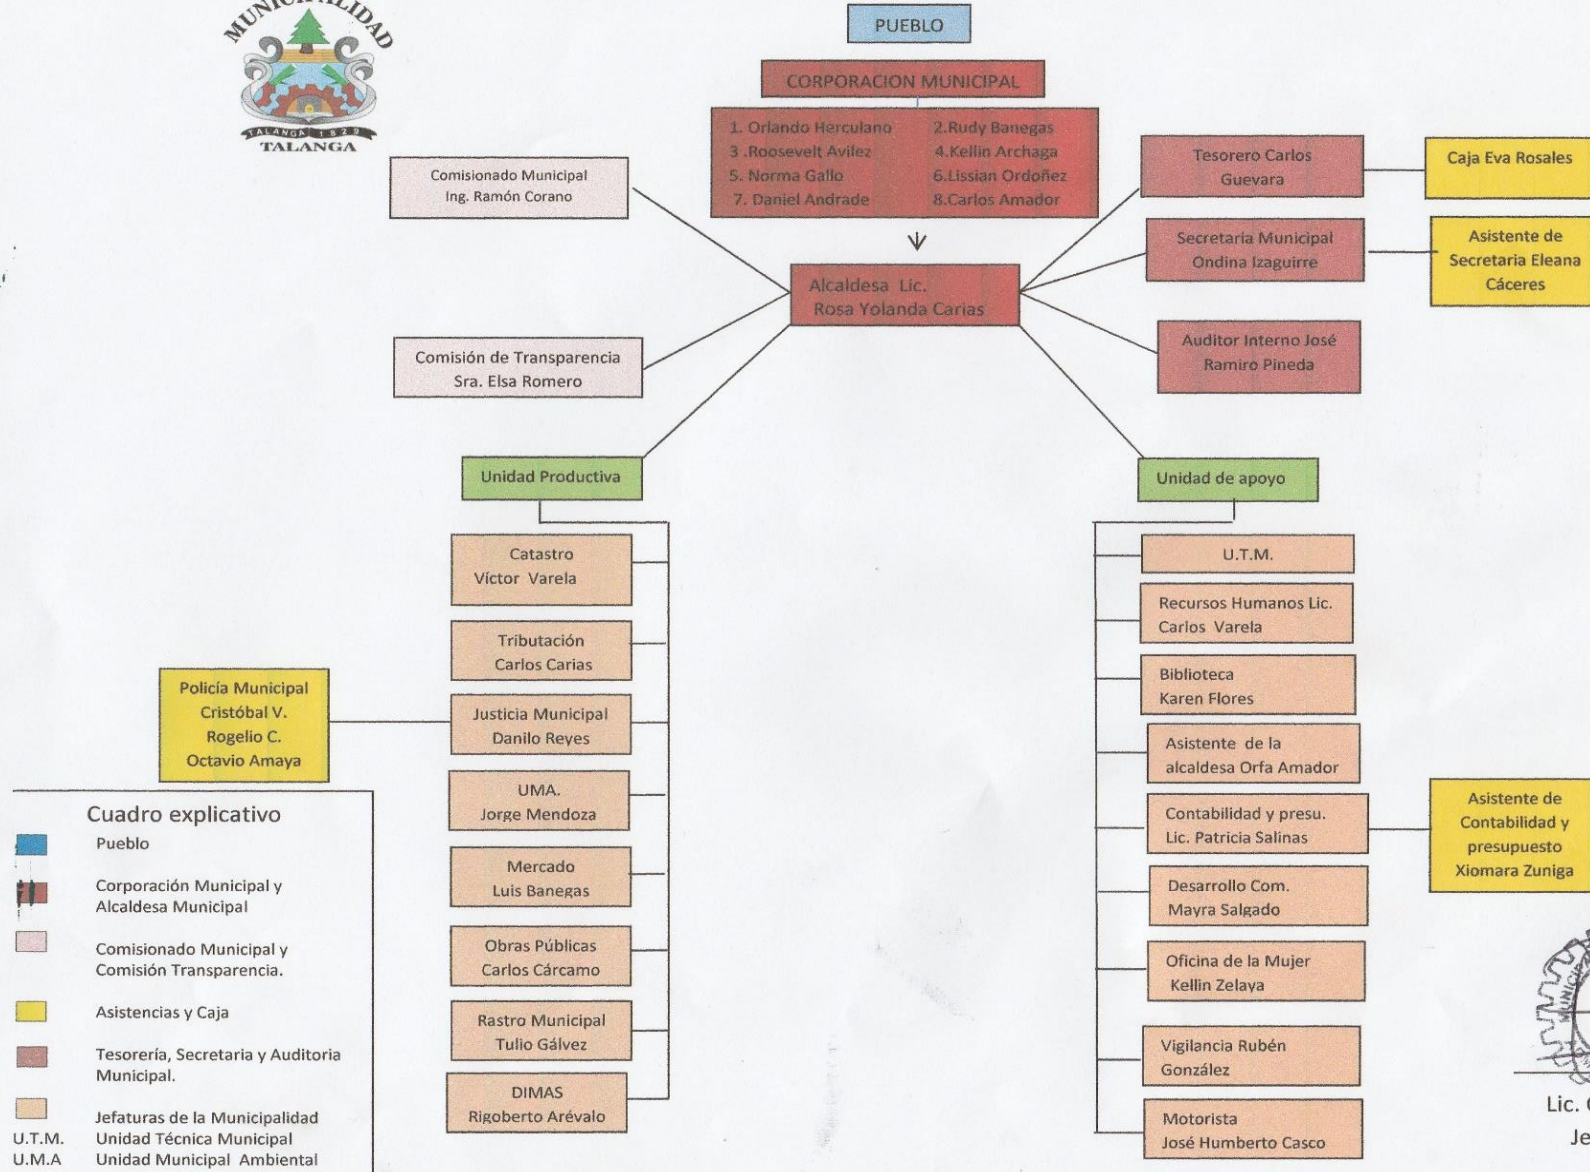 MUNICIPALIDAD
TALANGA 1829
TALANGA
PUEBLO
CORPORACION MUNICIPAL
1. Orlando Herculano 2.Rudy Banegas
3 .Roosevelt Avilez 4.Kellin Archaga
5. Norma Gallo 6.Lissian Ordoñez
7. Daniel Andrade 8.Carlos Amador
Comisionado Municipal
Ing. Ramón Corano
Tesorero Carlos
Guevara
Caja Eva Rosales
Secretaria Municipal
Ondina Izaguirre
Asistente de
Secretaria Eleana
Cáceres
Alcaldesa Lic.
Rosa Yolanda Carias
Comisión de Transparencia
Sra. Elsa Romero
Auditor Interno José
Ramiro Pineda
Unidad Productiva
Catastro
Víctor Varela
Tributación
Carlos Carias
Justicia Municipal
Danilo Reyes
Policía Municipal
Cristóbal V.
Rogelio C.
Octavio Amaya
UMA.
Jorge Mendoza
Mercado
Luis Banegas
Obras Públicas
Carlos Cárcamo
Rastro Municipal
Tulio Gálvez
DIMAS
Rigoberto Arévalo
Unidad de apoyo
U.T.M.
Recursos Humanos Lic.
Carlos Varela
Biblioteca
Karen Flores
Asistente de la
alcaldesa Orfa Amador
Contabilidad y presu.
Lic. Patricia Salinas
Asistente de
Contabilidad y
presupuesto
Xiomara Zuniga
Desarrollo Com.
Mayra Salgado
Oficina de la Mujer
Kellin Zelaya
Vigilancia Rubén
González
Motorista
José Humberto Casco
Cuadro explicativo
Pueblo
Corporación Municipal y
Alcaldesa Municipal
Comisionado Municipal y
Comisión Transparencia.
Asistencias y Caja
Tesorería, Secretaria y Auditoria
Municipal.
Jefaturas de la Municipalidad
U.T.M. Unidad Técnica Municipal
U.M.A Unidad Municipal Ambiental
Lic.
Je